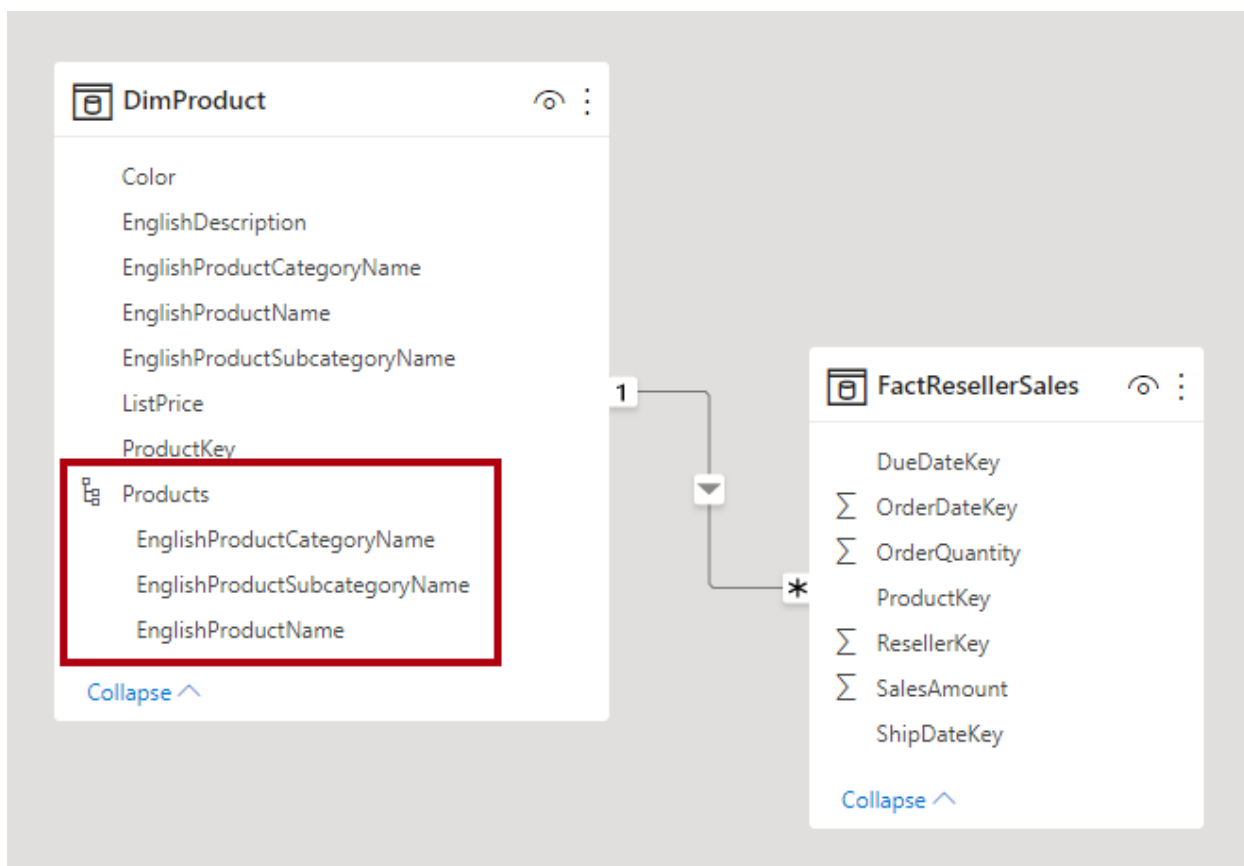 DimProduct
Color
EnglishDescription
EnglishProductCategoryName
EnglishProductName
EnglishProductSubcategoryName
ListPrice
ProductKey
Products
EnglishProductCategoryName
EnglishProductSubcategoryName
EnglishProductName
Collapse
1
*
FactResellerSales
DueDateKey
∑ OrderDateKey
∑ OrderQuantity
ProductKey
∑ ResellerKey
∑ SalesAmount
ShipDateKey
Collapse